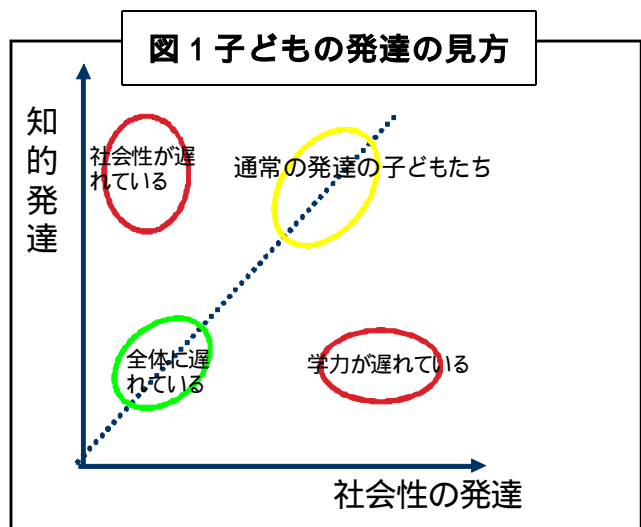 図1子どもの発達の見方
知的発達
社会性が遅
れている
通常の発達の子どもたち
全体に遅
れている
学力が遅れている
社会性の発達